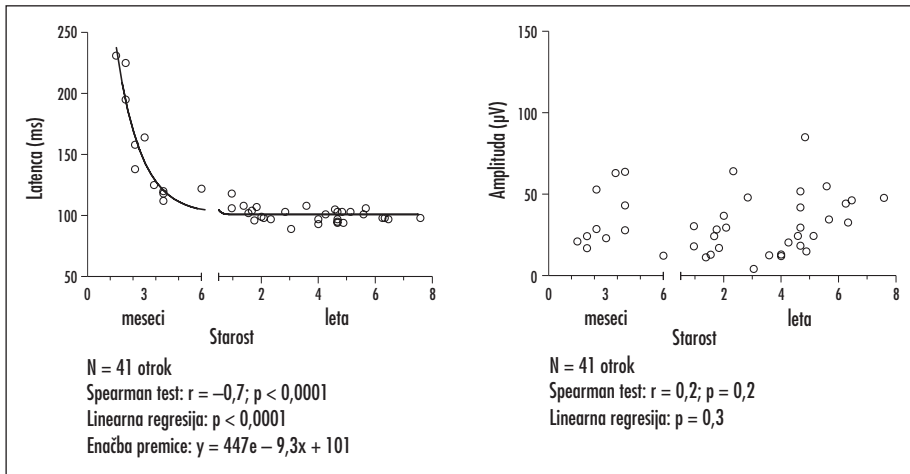 250
200
150
100
50
Latenca (ms)
0 3 6 2 4 6 8
meseci leta
Starost
N = 41 otrok
Spearman test: r = –0,7; p < 0,0001
Linearna regresija: p < 0,0001
Enačba premice: y = 447e – 9,3x + 101
150
100
50
0
Amplituda (µV)
0 3 6 2 4 6 8
meseci leta
Starost
N = 41 otrok
Spearman test: r = 0,2; p = 0,2
Linearna regresija: p = 0,3